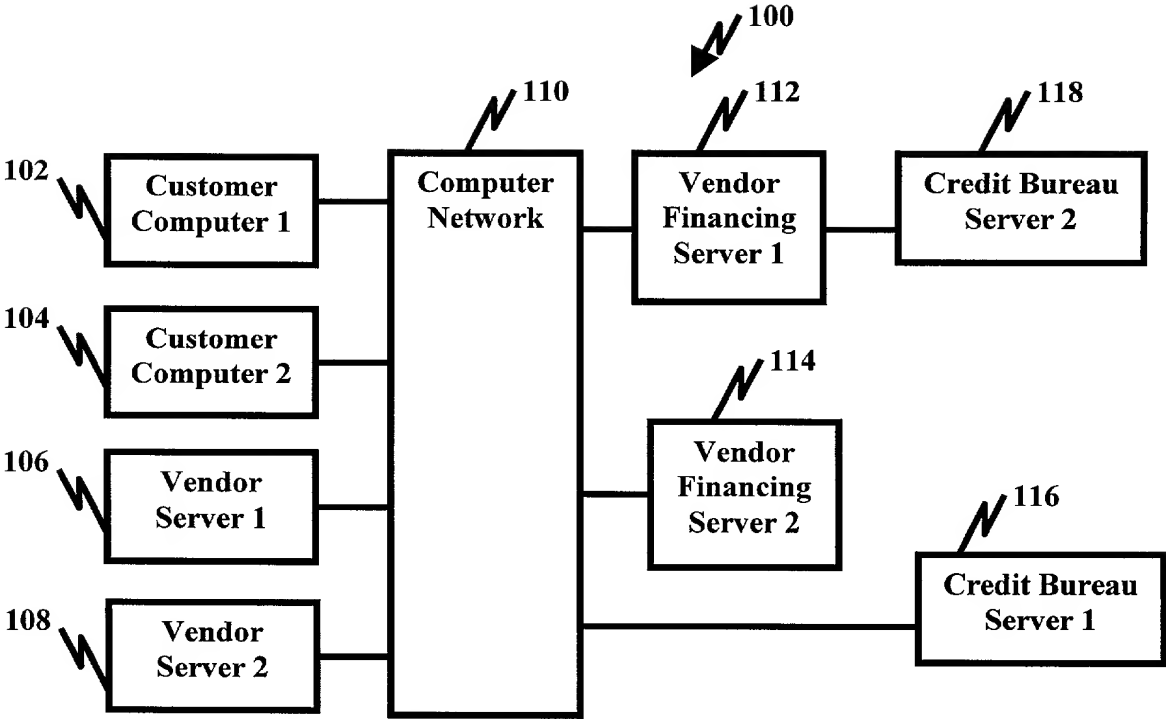 100
110
112
118
102
Customer
Computer 1
Computer
Network
Vendor
Financing
Server 1
Credit Bureau
Server 2
104
Customer
Computer 2
114
Vendor
Financing
Server 2
106
Vendor
Server 1
116
Credit Bureau
Server 1
108
Vendor
Server 2